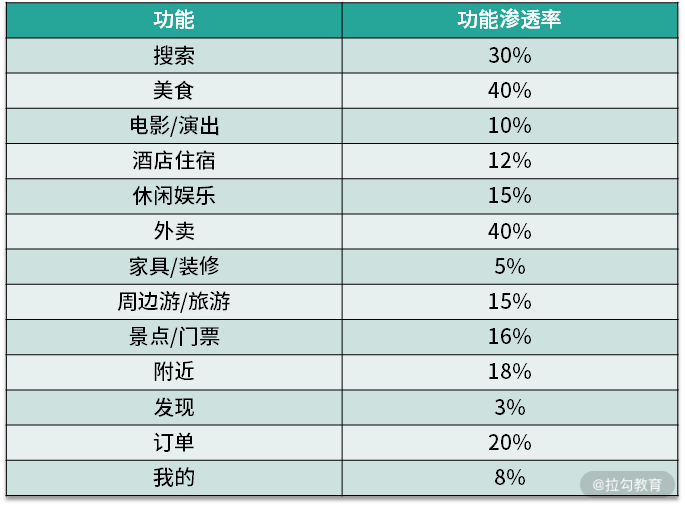 功能 功能渗透率
搜索 30%
美食 40%
电影/演出 10%
酒店住宿 12%
休闲娱乐 15%
外卖 40%
家具/装修 5%
周边游/旅游 15%
景点/门票 16%
附近 18%
发现 3%
订单 20%
我的 8%
@拉勾教育